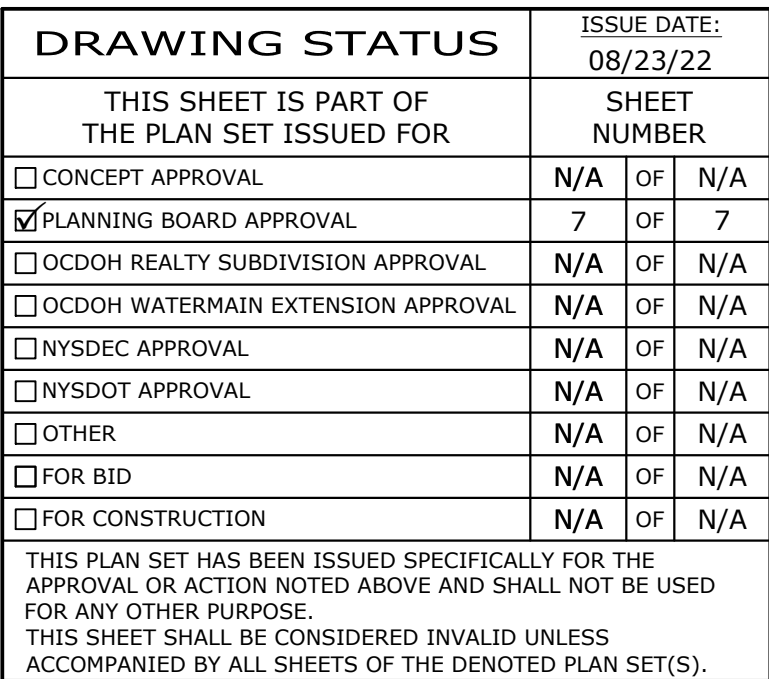 DRAWING STATUS
ISSUE DATE:
08/23/22
THIS SHEET IS PART OF
THE PLAN SET ISSUED FOR
SHEET
NUMBER
CONCEPT APPROVAL N/A OF N/A
PLANNING BOARD APPROVAL 7 OF 7
OCDOH REALTY SUBDIVISION APPROVAL N/A OF N/A
OCDOH WATERMAIN EXTENSION APPROVAL N/A OF N/A
NYSDEC APPROVAL N/A OF N/A
NYSDOT APPROVAL N/A OF N/A
OTHER N/A OF N/A
FOR BID N/A OF N/A
FOR CONSTRUCTION N/A OF N/A
THIS PLAN SET HAS BEEN ISSUED SPECIFICALLY FOR THE
APPROVAL OR ACTION NOTED ABOVE AND SHALL NOT BE USED
FOR ANY OTHER PURPOSE.
THIS SHEET SHALL BE CONSIDERED INVALID UNLESS
ACCOMPANIED BY ALL SHEETS OF THE DENOTED PLAN SET(S).